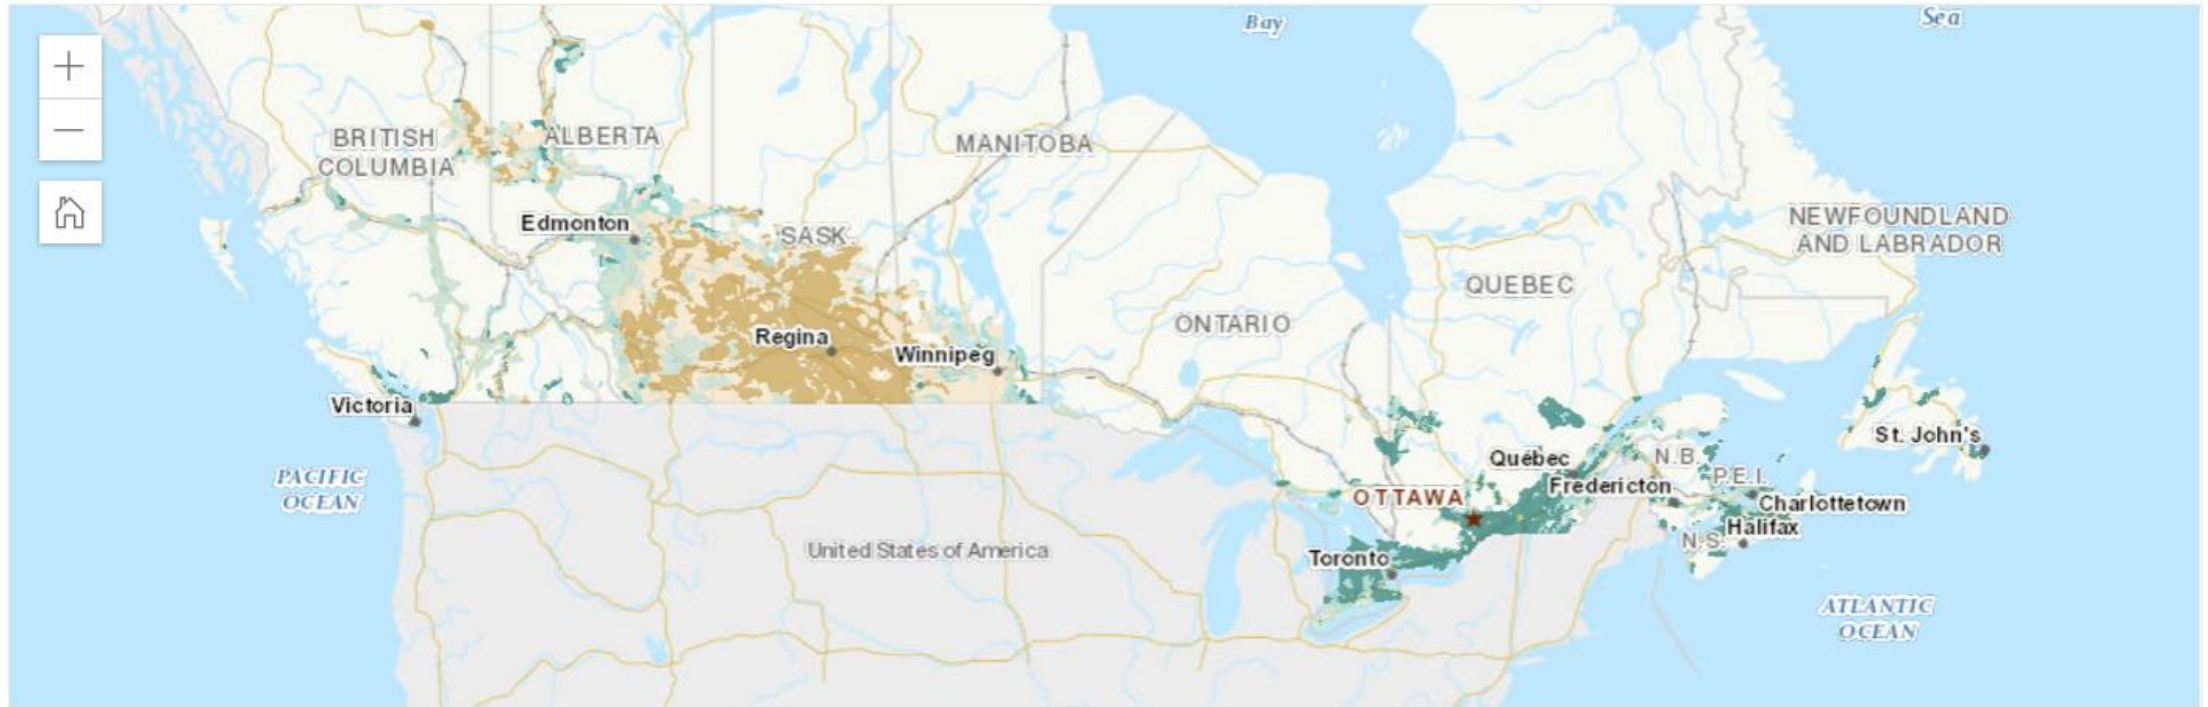 Bay
Sea
+
−
BRITISH
COLUMBIA
ALBERTA
MANITOBA
Edmonton
SASK.
NEWFOUNDLAND
AND LABRADOR
QUEBEC
ONTARIO
Regina
Winnipeg
Victoria
St. John's
Québec
N.B.
PACIFIC
OCEAN
P.E.I.
OTTAWA
Fredericton
Charlottetown
Halifax
N.S.
United States of America
Toronto
ATLANTIC
OCEAN